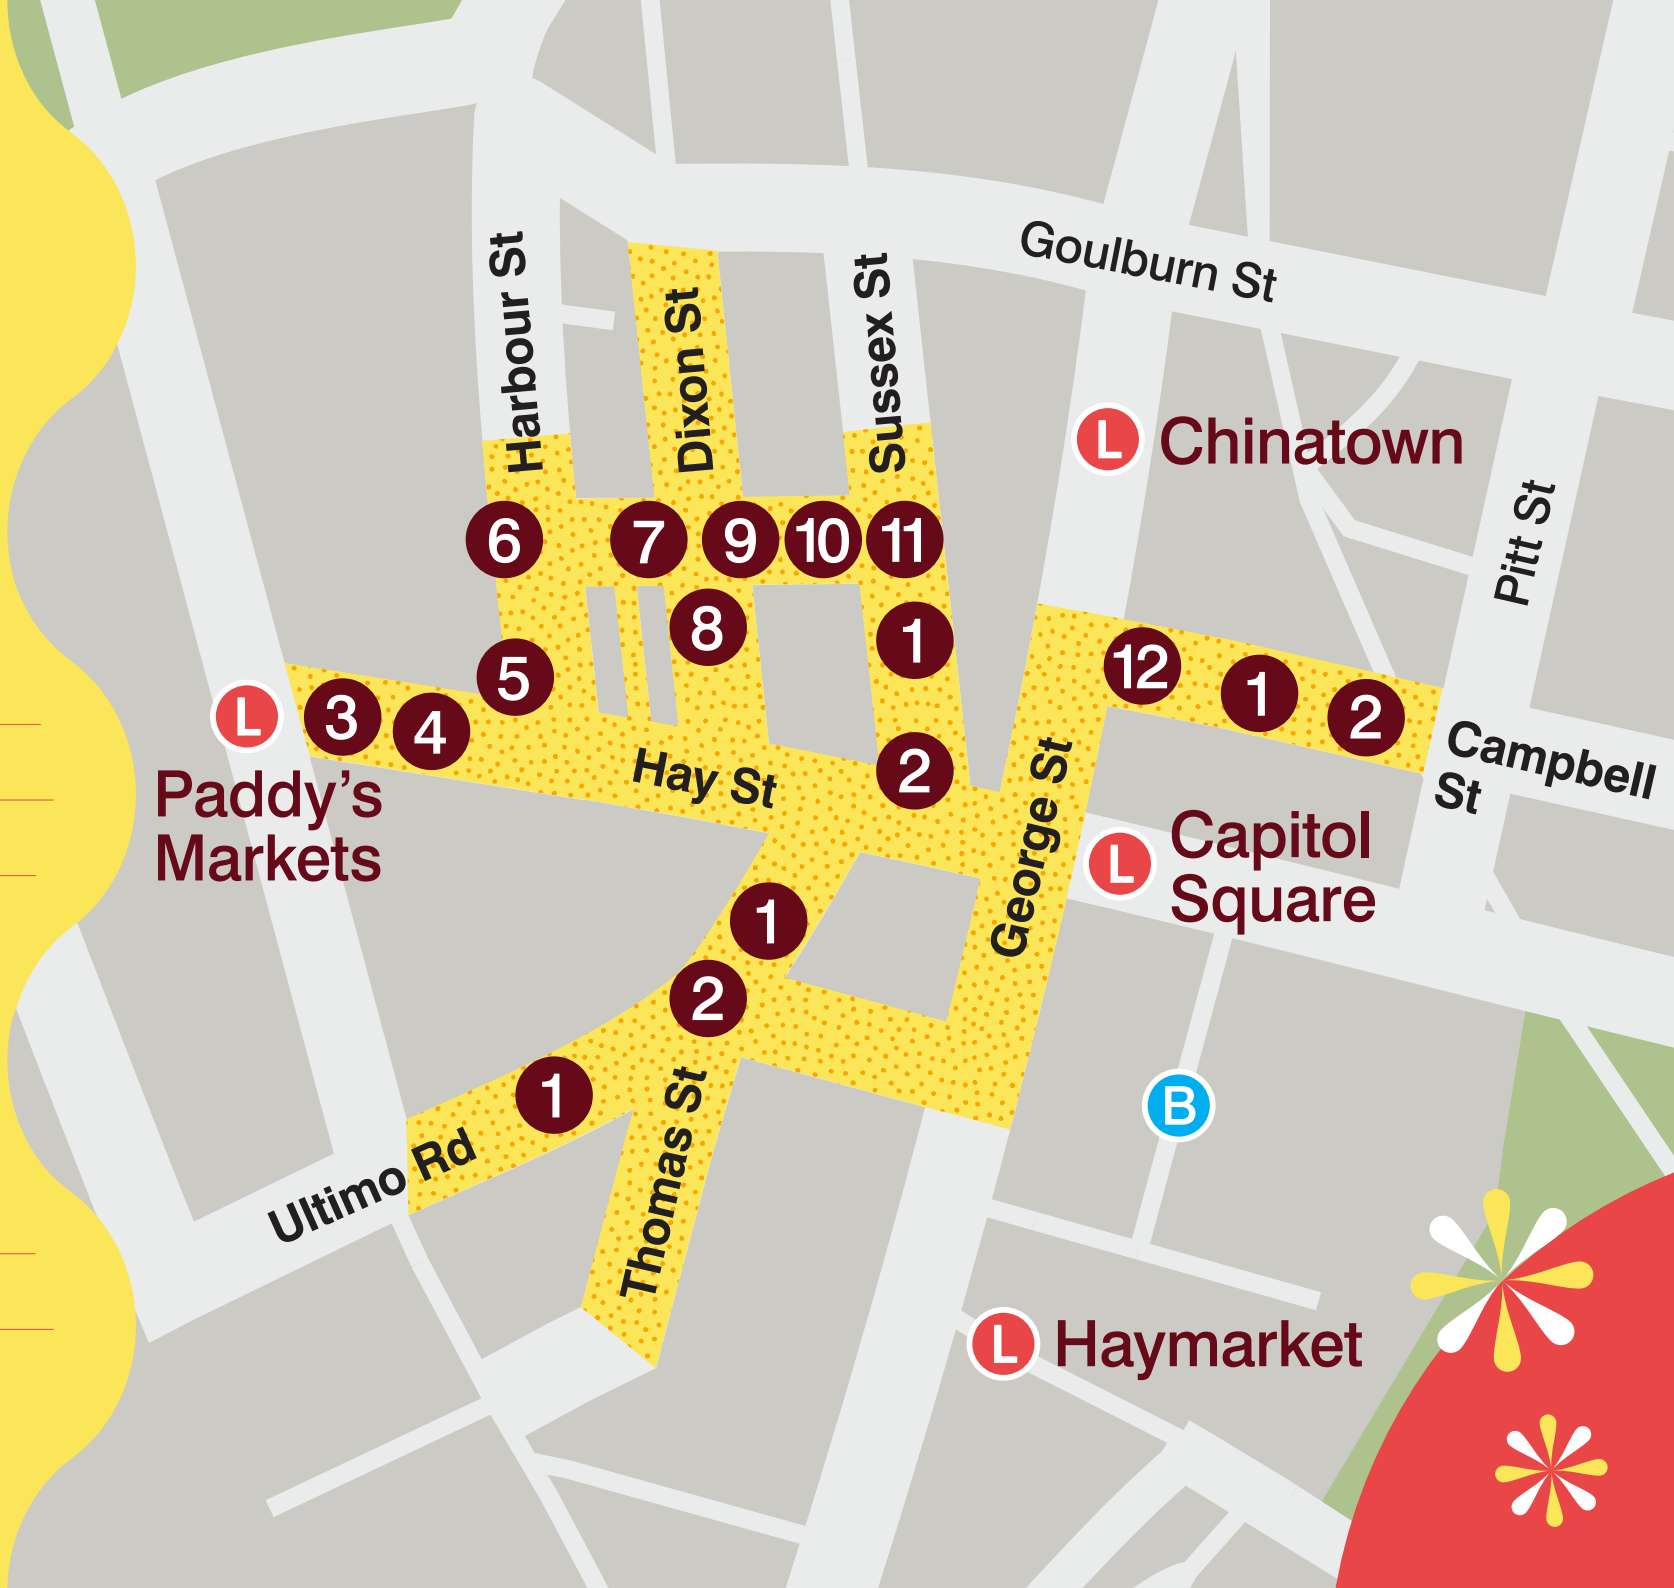 Harbour St
Dixon St
Sussex St
Goulburn St
L Chinatown
Pitt St
6
7
9
10
11
8
1
12
1
2
5
L
3
4
Paddy's
Markets
Hay St
2
George St
Campbell
St
L
Capitol
Square
1
2
1
B
Thomas St
Ultimo Rd
L Haymarket